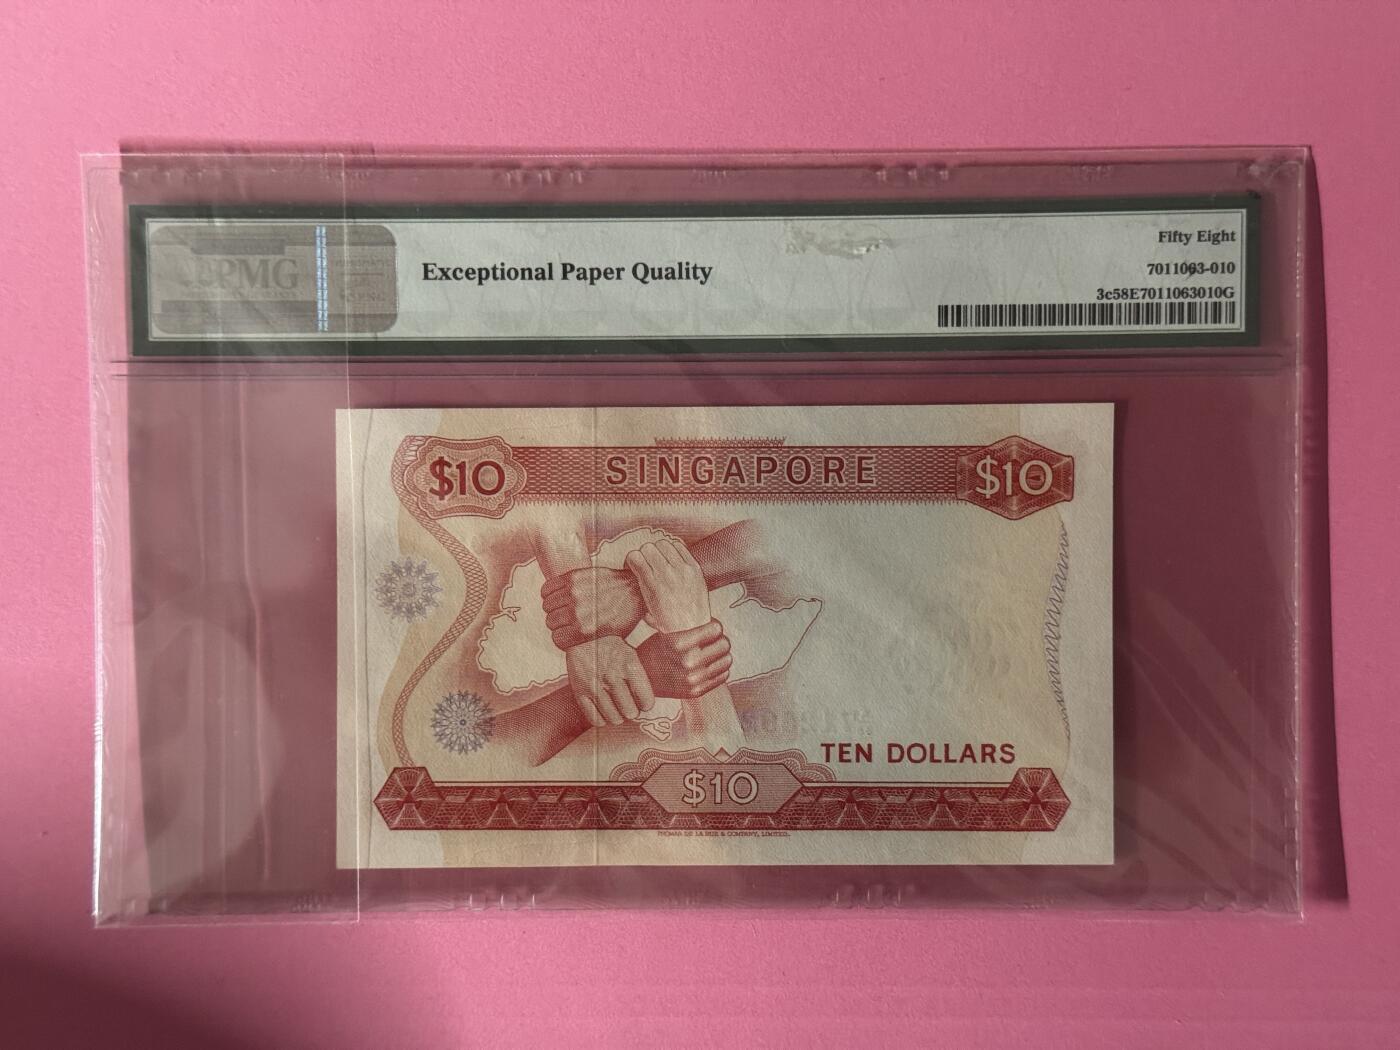 PMG
Exceptional Paper Quality
Fifty Eight
7011063-010
3c58E7011063010G
$10
SINGAPORE
$10
TEN DOLLARS
$10
THOMAS DE LA RUE & COMPANY, LIMITED.